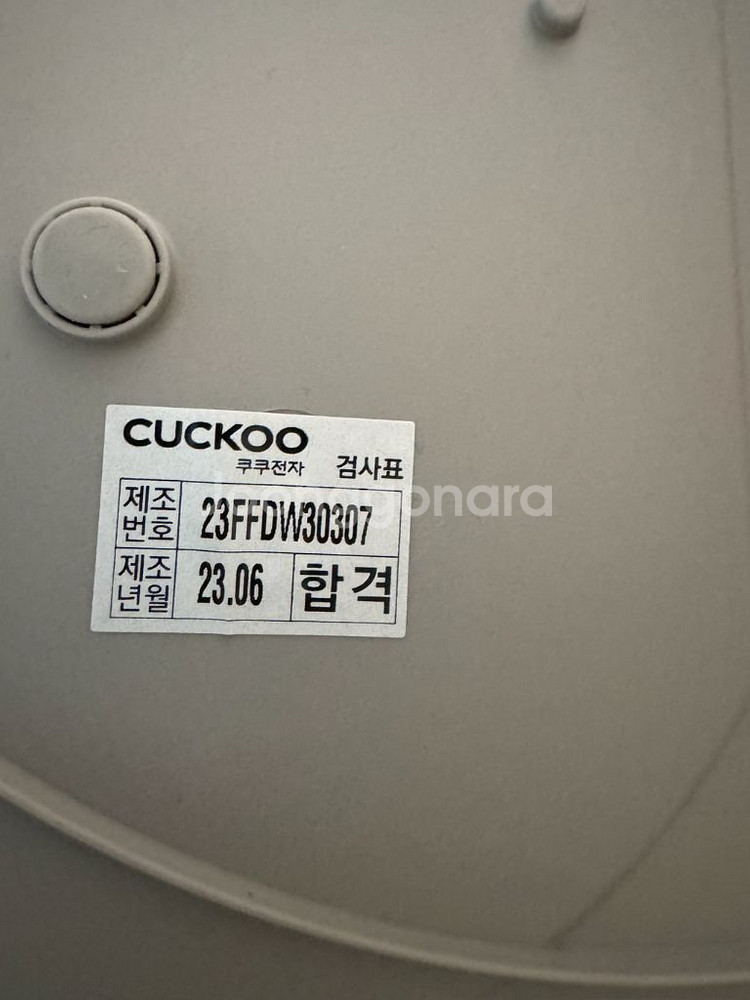 CUCKOO
쿠쿠전자 검사표
제조
번호
23FFDW30307
제조
년월
23.06
합격
joonggonara